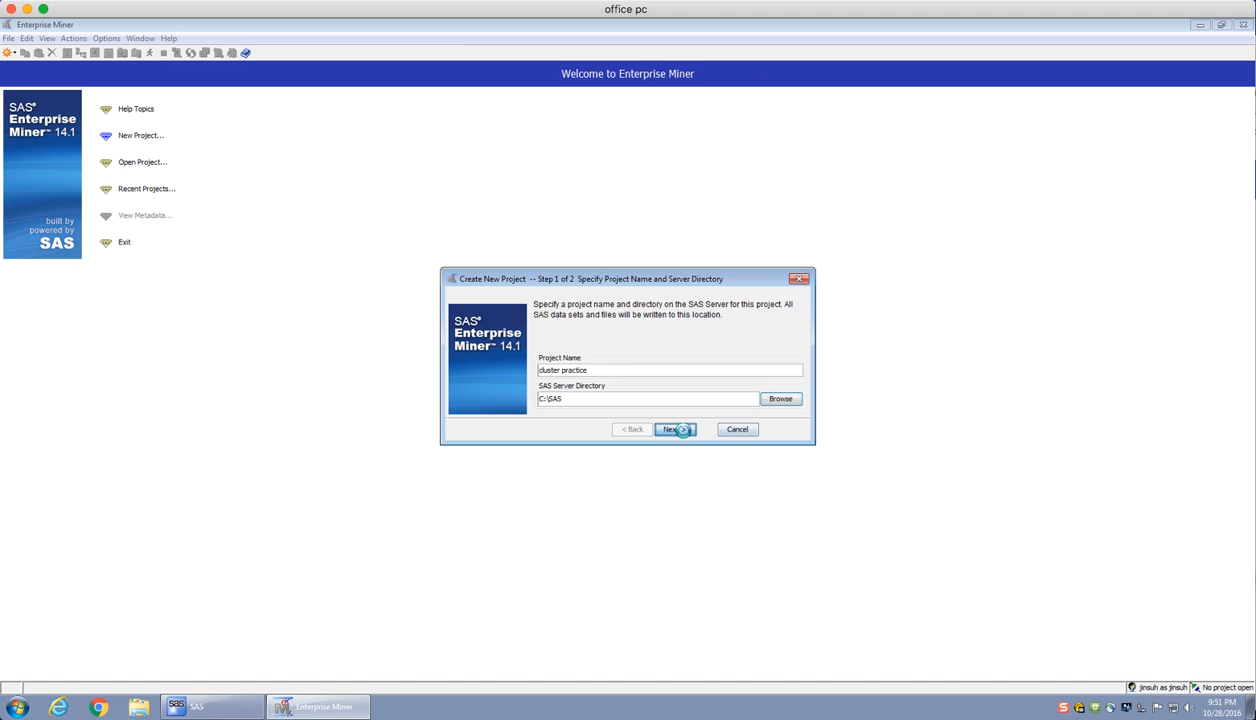 office pc
Enterprise Miner
File Edit View Actions Options Window Help
Welcome to Enterprise Miner
SAS®
Enterprise
Miner™ 14.1
built by
powered by
SAS
Help Topics
New Project...
Open Project...
Recent Projects...
View Metadata...
Exit
Create New Project -- Step 1 of 2 Specify Project Name and Server Directory
SAS®
Enterprise
Miner™ 14.1
Specify a project name and directory on the SAS Server for this project. All
SAS data sets and files will be written to this location.
Project Name
cluster practice
SAS Server Directory
C:\SAS
Browse
< Back
Next >
Cancel
jinsuh as jinsuh
No project open
sas
SAS
Enterprise Miner
9:51 PM
10/28/2016